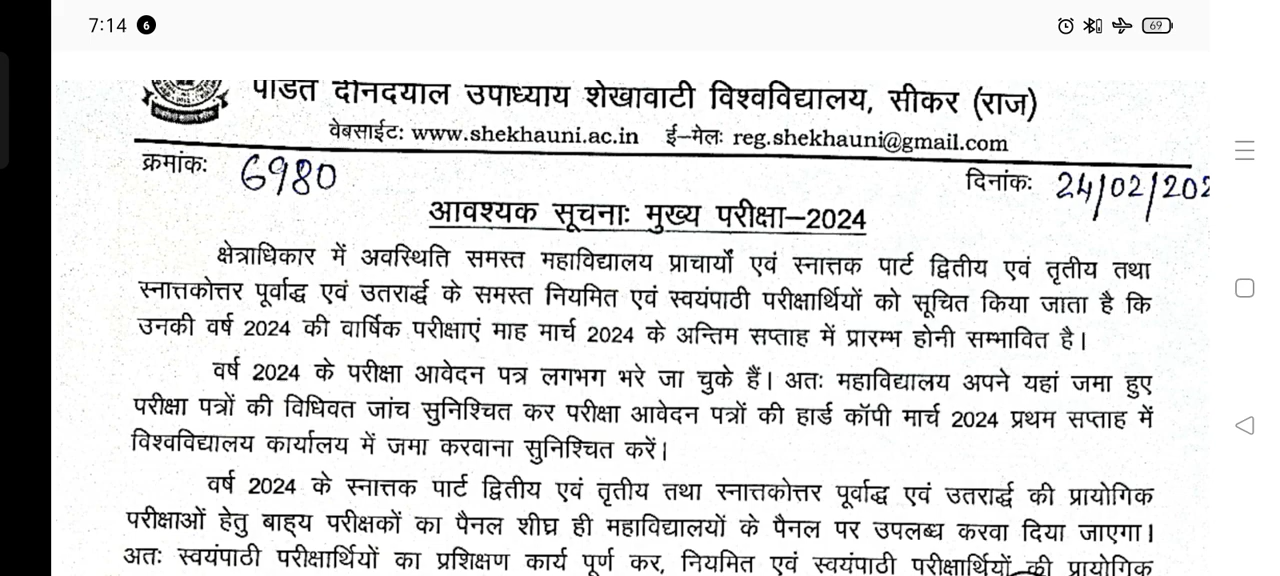 7:14 6 69
पंडित दीनदयाल उपाध्याय शेखावाटी विश्वविद्यालय, सीकर (राज)
वेबसाईट: www.shekhauni.ac.in ई–मेलः reg.shekhauni@gmail.com
क्रमांकः 6980 दिनांकः 24/02/202
आवश्यक सूचनाः मुख्य परीक्षा–2024
क्षेत्राधिकार में अवस्थिति समस्त महाविद्यालय प्राचार्यों एवं स्नात्तक पार्ट द्वितीय एवं तृतीय तथा
स्नात्तकोत्तर पूर्वाद्ध एवं उतरार्द्ध के समस्त नियमित एवं स्वयंपाठी परीक्षार्थियों को सूचित किया जाता है कि
उनकी वर्ष 2024 की वार्षिक परीक्षाएं माह मार्च 2024 के अन्तिम सप्ताह में प्रारम्भ होनी सम्भावित है।
वर्ष 2024 के परीक्षा आवेदन पत्र लगभग भरे जा चुके हैं। अतः महाविद्यालय अपने यहां जमा हुए
परीक्षा पत्रों की विधिवत जांच सुनिश्चित कर परीक्षा आवेदन पत्रों की हार्ड कॉपी मार्च 2024 प्रथम सप्ताह में
विश्वविद्यालय कार्यालय में जमा करवाना सुनिश्चित करें।
वर्ष 2024 के स्नात्तक पार्ट द्वितीय एवं तृतीय तथा स्नात्तकोत्तर पूर्वार्द्ध एवं उतरार्द्ध की प्रायोगिक
परीक्षाओं हेतु बाह्य परीक्षकों का पैनल शीघ्र ही महाविद्यालयों के पैनल पर उपलब्ध करवा दिया जाएगा।
अतः स्वयंपाठी परीक्षार्थियों का प्रशिक्षण कार्य पूर्ण कर, नियमित एवं स्वयंपाठी परीक्षार्थियों की प्रायोगिक